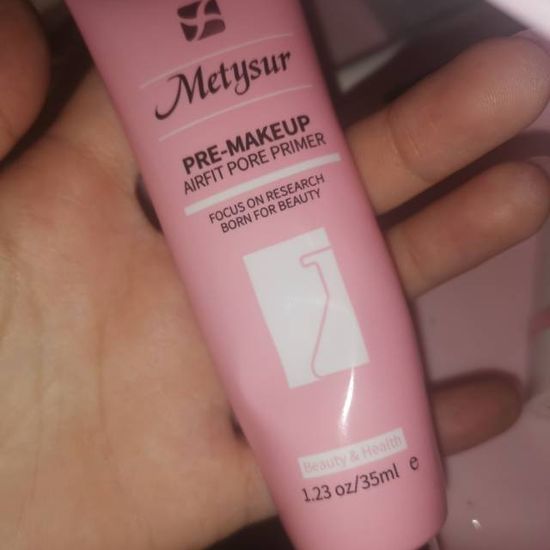 Metysur
PRE-MAKEUP
AIRFIT PORE PRIMER
FOCUS ON RESEARCH
BORN FOR BEAUTY
Beauty & Health
1.23 oz/35ml ℮